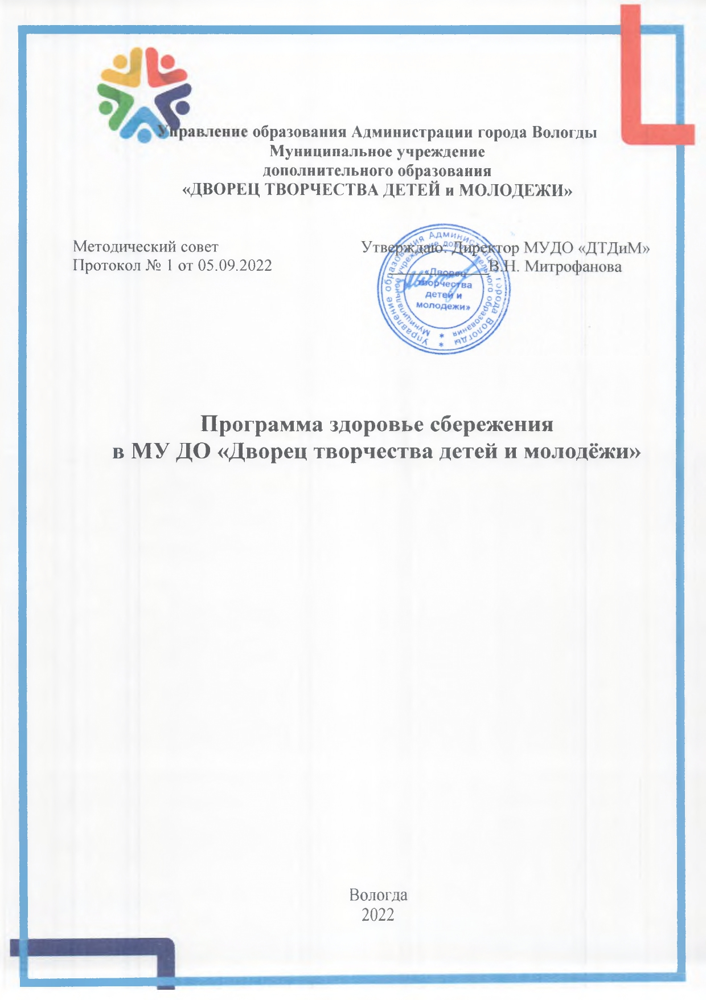 Управление образования Администрации города Вологды
Муниципальное учреждение
дополнительного образования
«ДВОРЕЦ ТВОРЧЕСТВА ДЕТЕЙ и МОЛОДЕЖИ»
Методический совет
Протокол № 1 от 05.09.2022
Утверждаю: Директор МУДО «ДТДиМ»
В.Н. Митрофанова
Управление образования Администрации города Вологды
Муниципальное учреждение дополнительного образования
«Дворец
творчества
детей и
молодежи»
Программа здоровье сбережения
в МУ ДО «Дворец творчества детей и молодёжи»
Вологда
2022